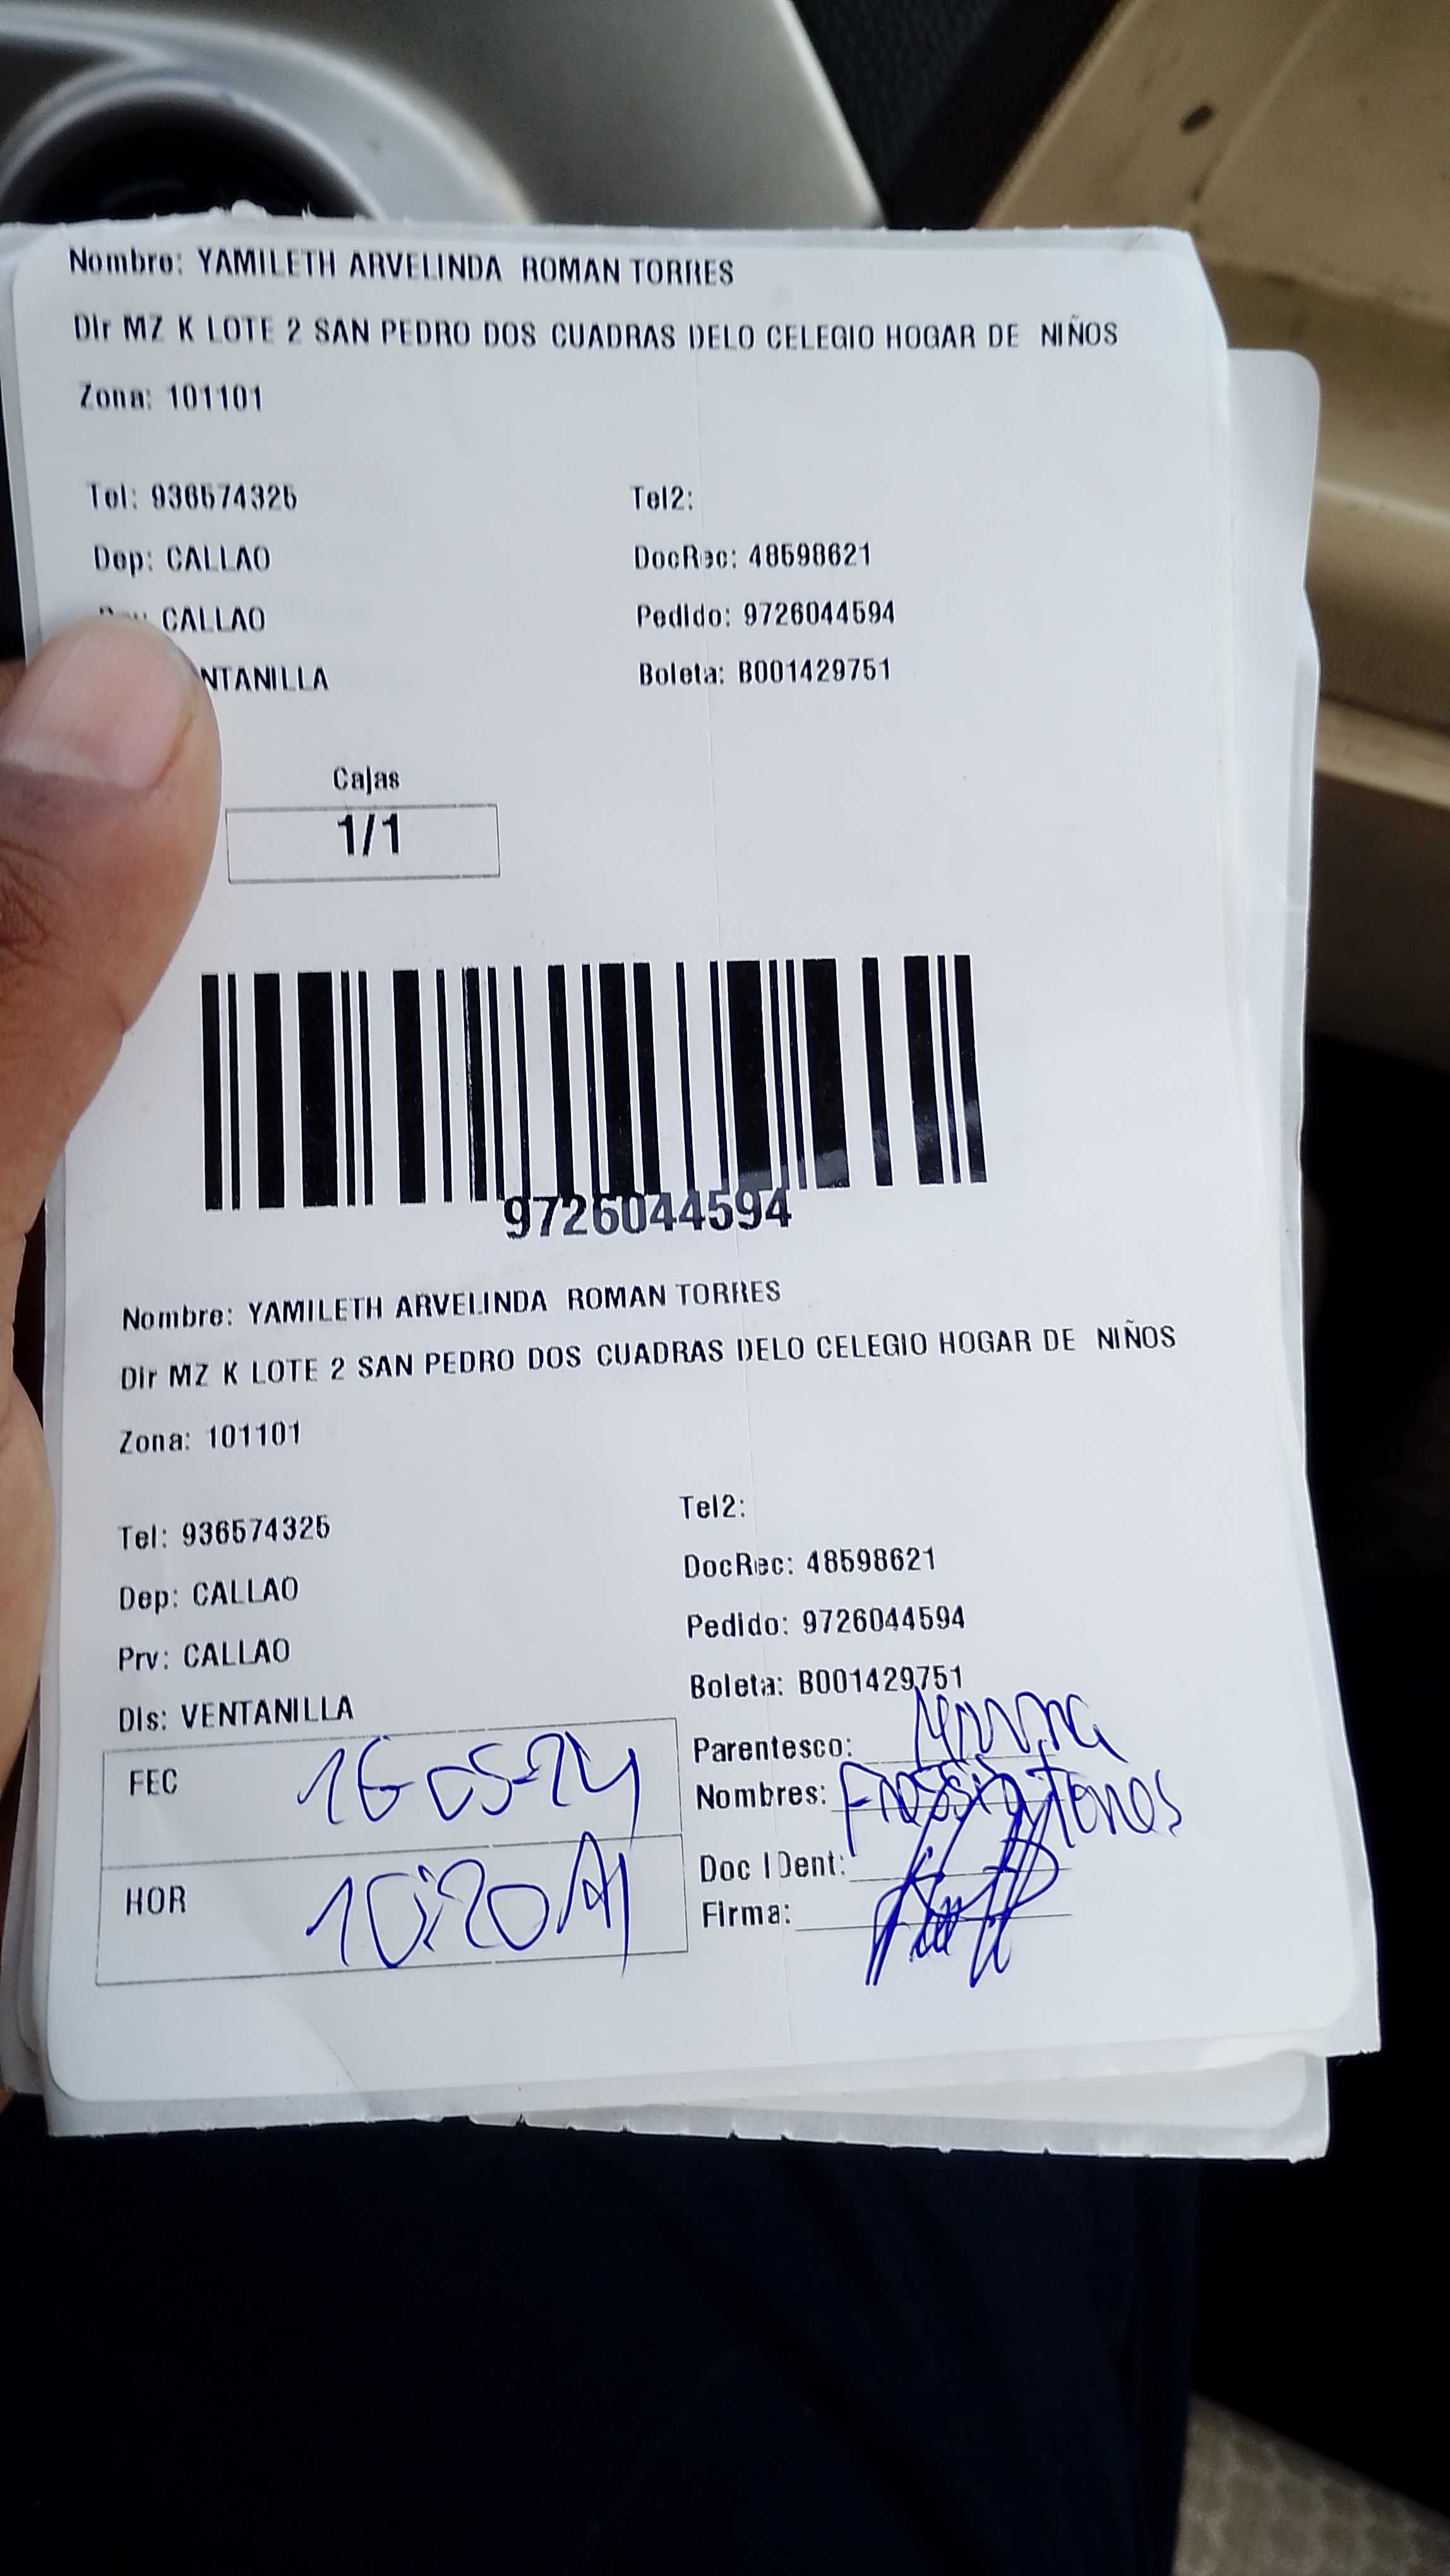 Nombre: YAMILETH ARVELINDA ROMAN TORRES
Dir MZ K LOTE 2 SAN PEDRO DOS CUADRAS DELO CELEGIO HOGAR DE NIÑOS
Zona: 101101
Tel: 936574325 Tel2:
Dep: CALLAO DocRec: 48598621
CALLAO Pedido: 9726044594
NTANILLA Boleta: B001429751
Cajas
1/1
9726044594
Nombre: YAMILETH ARVELINDA ROMAN TORRES
Dir MZ K LOTE 2 SAN PEDRO DOS CUADRAS DELO CELEGIO HOGAR DE NIÑOS
Zona: 101101
Tel: 936574325 Tel2:
Dep: CALLAO DocRec: 48598621
Prv: CALLAO Pedido: 9726044594
Dis: VENTANILLA Boleta: B001429751
FEC 16-05-24 Parentesco:
Nombres: Torres
HOR 10:20 A Doc IDent:
Firma: